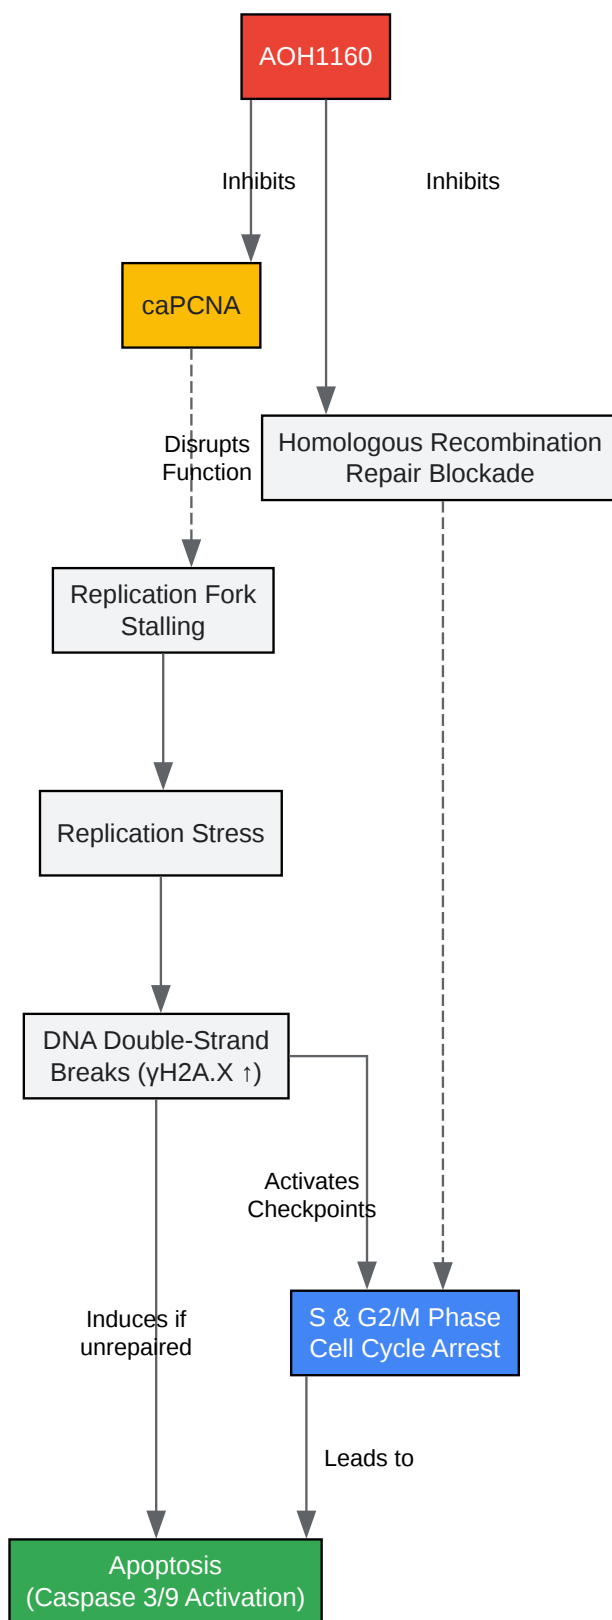 AOH1160
Inhibits
Inhibits
caPCNA
Disrupts
Function
Homologous Recombination
Repair Blockade
Replication Fork
Stalling
Replication Stress
DNA Double-Strand
Breaks (γH2A.X ↑)
Activates
Checkpoints
Induces if
unrepaired
S & G2/M Phase
Cell Cycle Arrest
Leads to
Apoptosis
(Caspase 3/9 Activation)